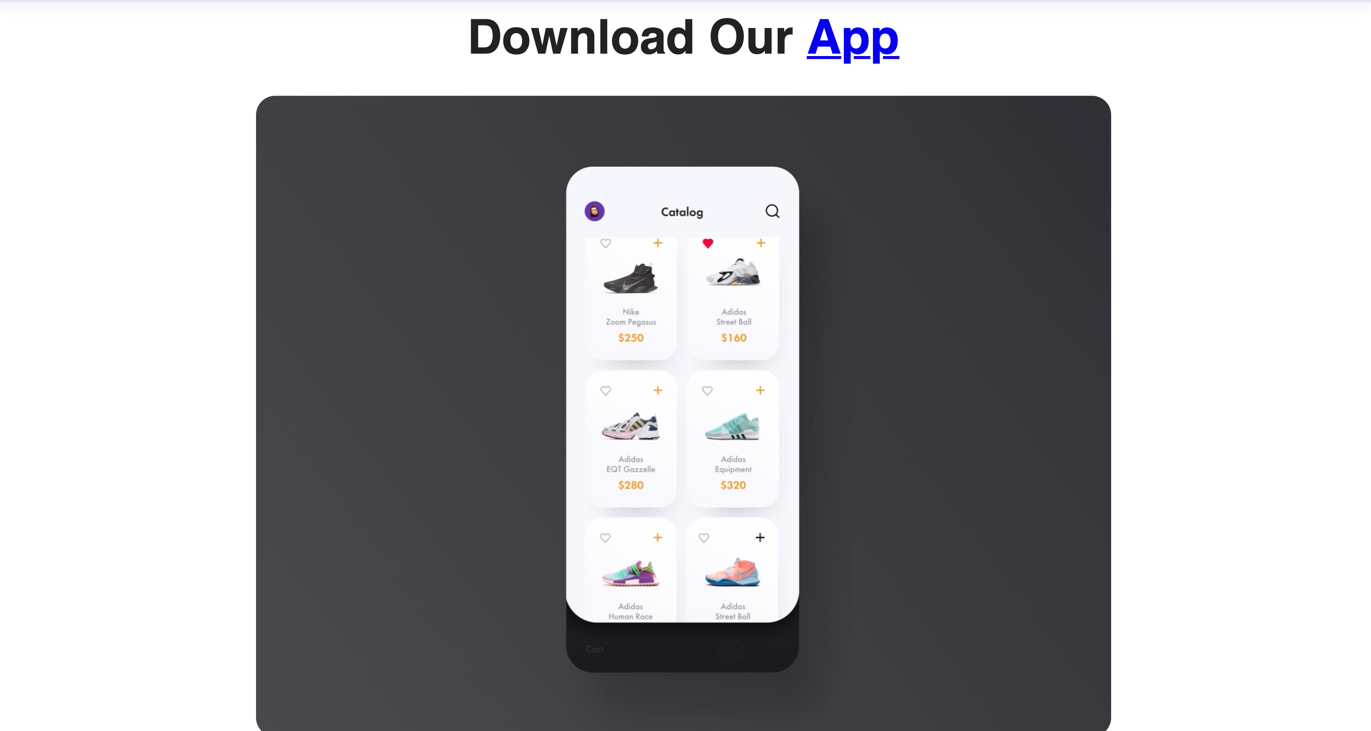 Download Our App
Catalog
Nike
Zoom Pegasus
$250
Adidas
Street Ball
$160
Adidas
EQT Gazzelle
$280
Adidas
Equipment
$320
Adidas
Human Race
Adidas
Street Ball
Cart